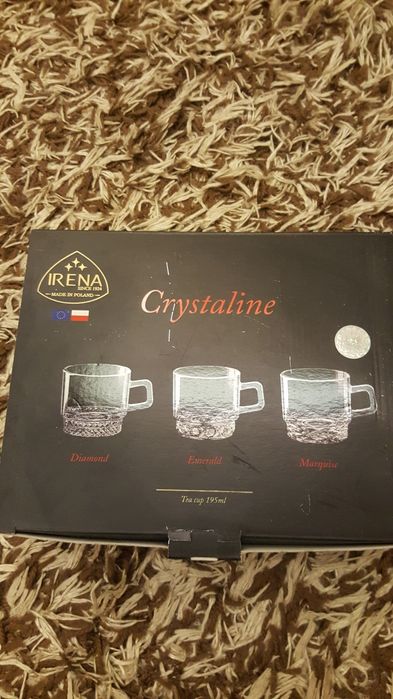 IRENA
SINCE 1924
MADE IN POLAND
Crystaline
Diamond
Emerald
Marquise
Tea cup 195ml